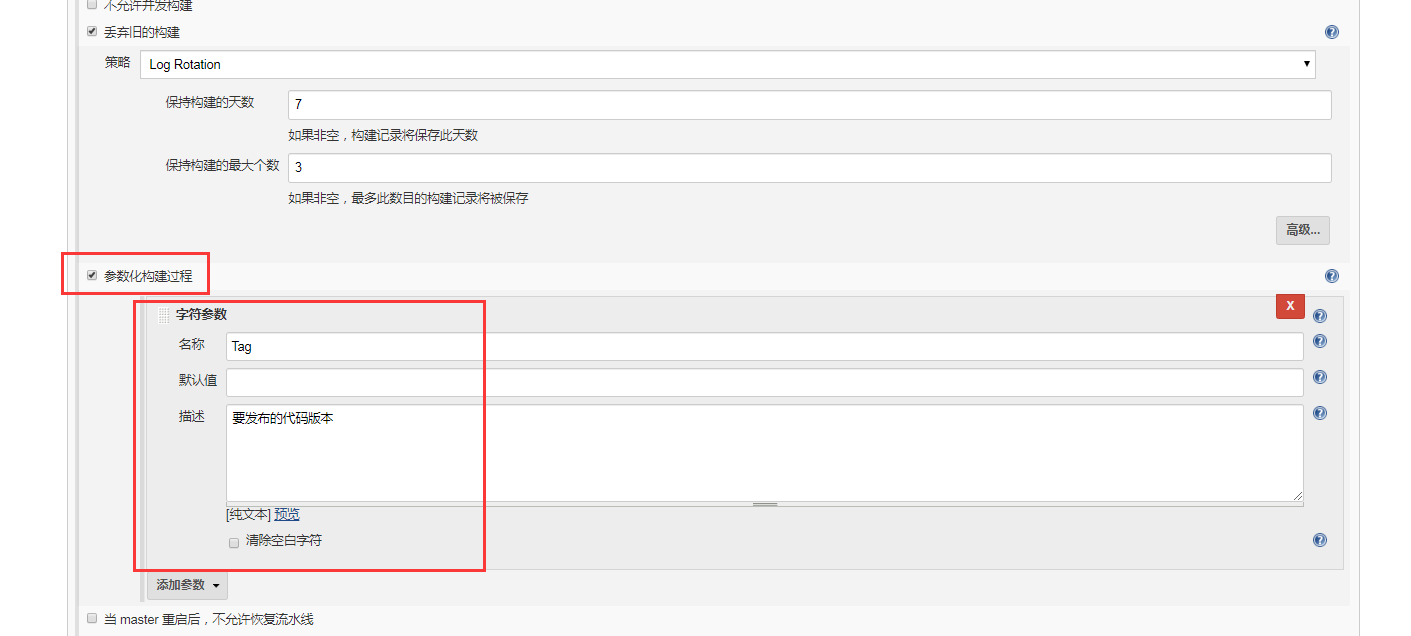 不允许并发构建
丢弃旧的构建
策略 Log Rotation
保持构建的天数 7
如果非空，构建记录将保存此天数
保持构建的最大个数 3
如果非空，最多此数目的构建记录将被保存
高级...
参数化构建过程
字符参数 X
名称 Tag
默认值
描述 要发布的代码版本
[纯文本] 预览
清除空白字符
添加参数
当 master 重启后，不允许恢复流水线